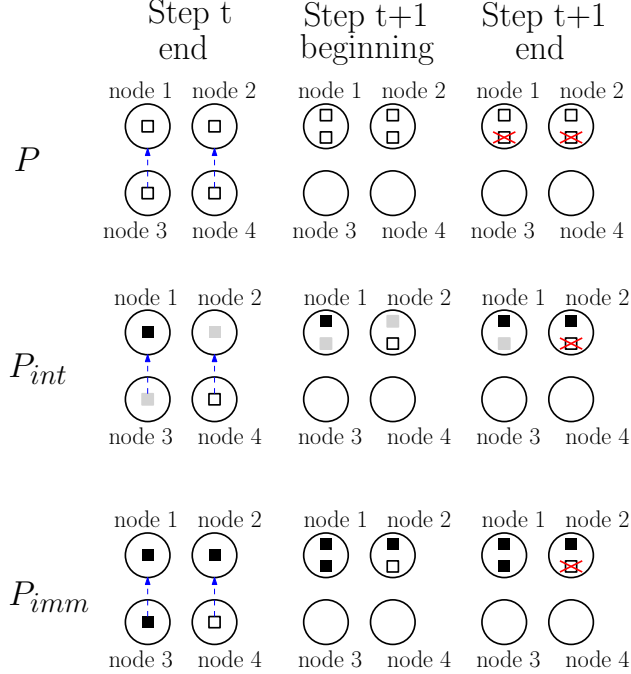 Step t Step t+1 Step t+1
end beginning end
node 1 node 2 node 1 node 2 node 1 node 2
P
node 3 node 4 node 3 node 4 node 3 node 4
node 1 node 2 node 1 node 2 node 1 node 2
P_int
node 3 node 4 node 3 node 4 node 3 node 4
node 1 node 2 node 1 node 2 node 1 node 2
P_imm
node 3 node 4 node 3 node 4 node 3 node 4